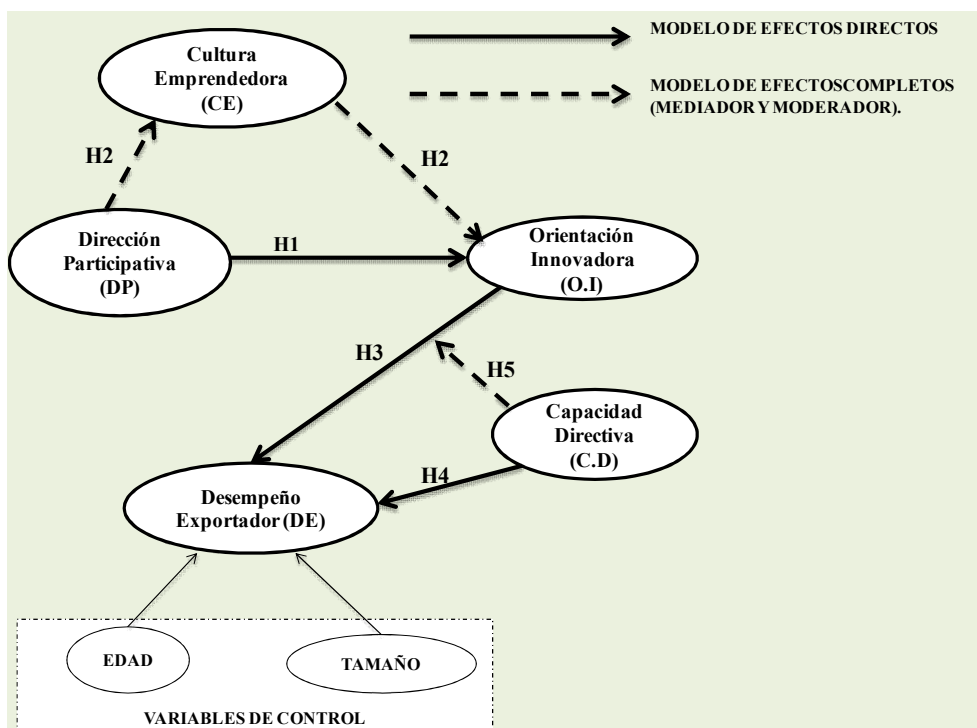 MODELO DE EFECTOS DIRECTOS
Cultura
Emprendedora
(CE)
MODELO DE EFECTOSCOMPLETOS
(MEDIADOR Y MODERADOR).
H2
H2
Dirección
Participativa
(DP)
H1
Orientación
Innovadora
(O.I)
H3
H5
Capacidad
Directiva
(C.D)
H4
Desempeño
Exportador (DE)
EDAD
TAMAÑO
VARIABLES DE CONTROL